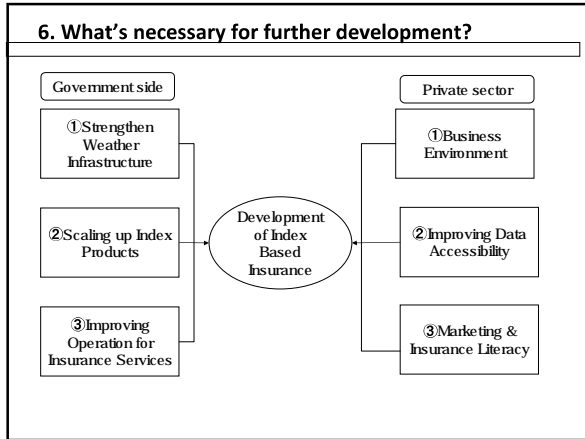 6. What's necessary for further development?
Government side
①Strengthen
Weather
Infrastructure
②Scaling up Index
Products
③Improving
Operation for
Insurance Services
Development
of Index
Based
Insurance
Private sector
①Business
Environment
②Improving Data
Accessibility
③Marketing &
Insurance Literacy